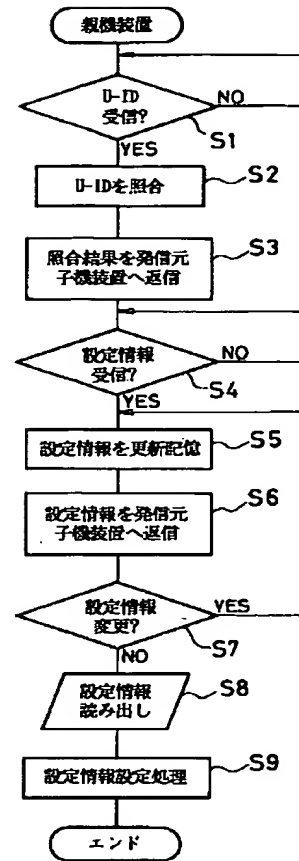 親機装置
U-ID
受信?
NO
S1
YES
S2
U-IDを照合
S3
照合結果を発信元
子機装置へ返信
設定情報
受信?
NO
S4
YES
S5
設定情報を更新記憶
S6
設定情報を発信元
子機装置へ返信
設定情報
変更?
YES
S7
NO
設定情報
読み出し
S8
S9
設定情報設定処理
エンド